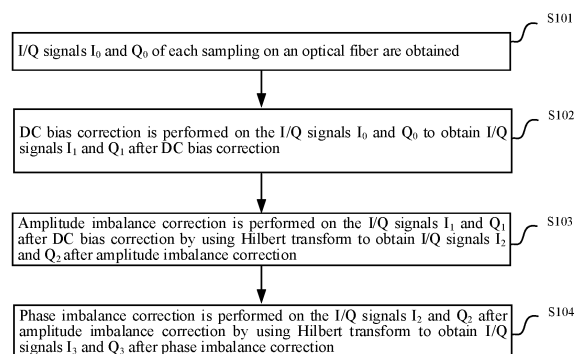 S101
I/Q signals I₀ and Q₀ of each sampling on an optical fiber are obtained
S102
DC bias correction is performed on the I/Q signals I₀ and Q₀ to obtain I/Q
signals I₁ and Q₁ after DC bias correction
S103
Amplitude imbalance correction is performed on the I/Q signals I₁ and Q₁
after DC bias correction by using Hilbert transform to obtain I/Q signals I₂
and Q₂ after amplitude imbalance correction
S104
Phase imbalance correction is performed on the I/Q signals I₂ and Q₂ after
amplitude imbalance correction by using Hilbert transform to obtain I/Q
signals I₃ and Q₃ after phase imbalance correction